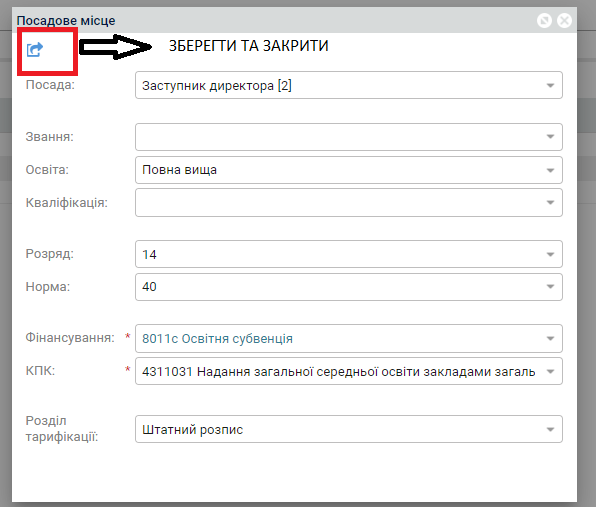 Посадове місце
ЗБЕРЕГТИ ТА ЗАКРИТИ
Посада: Заступник директора [2]
Звання:
Освіта: Повна вища
Кваліфікація:
Розряд: 14
Норма: 40
Фінансування: * 8011с Освітня субвенція
КПК: * 4311031 Надання загальної середньої освіти закладами загаль
Розділ
тарифікації: Штатний розпис